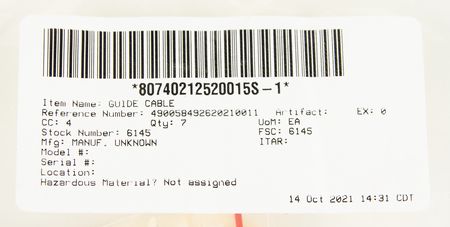 *80740212520015S-1*
Item Name: GUIDE CABLE
Reference Number: 490058492620210011 Artifact: EX: 0
CC: 4 Qty: 7 UoM: EA
Stock Number: 6145 FSC: 6145
Mfg: MANUF. UNKNOWN ITAR:
Model #:
Serial #:
Location:
Hazardous Material? Not assigned
14 Oct 2021 14:31 CDT